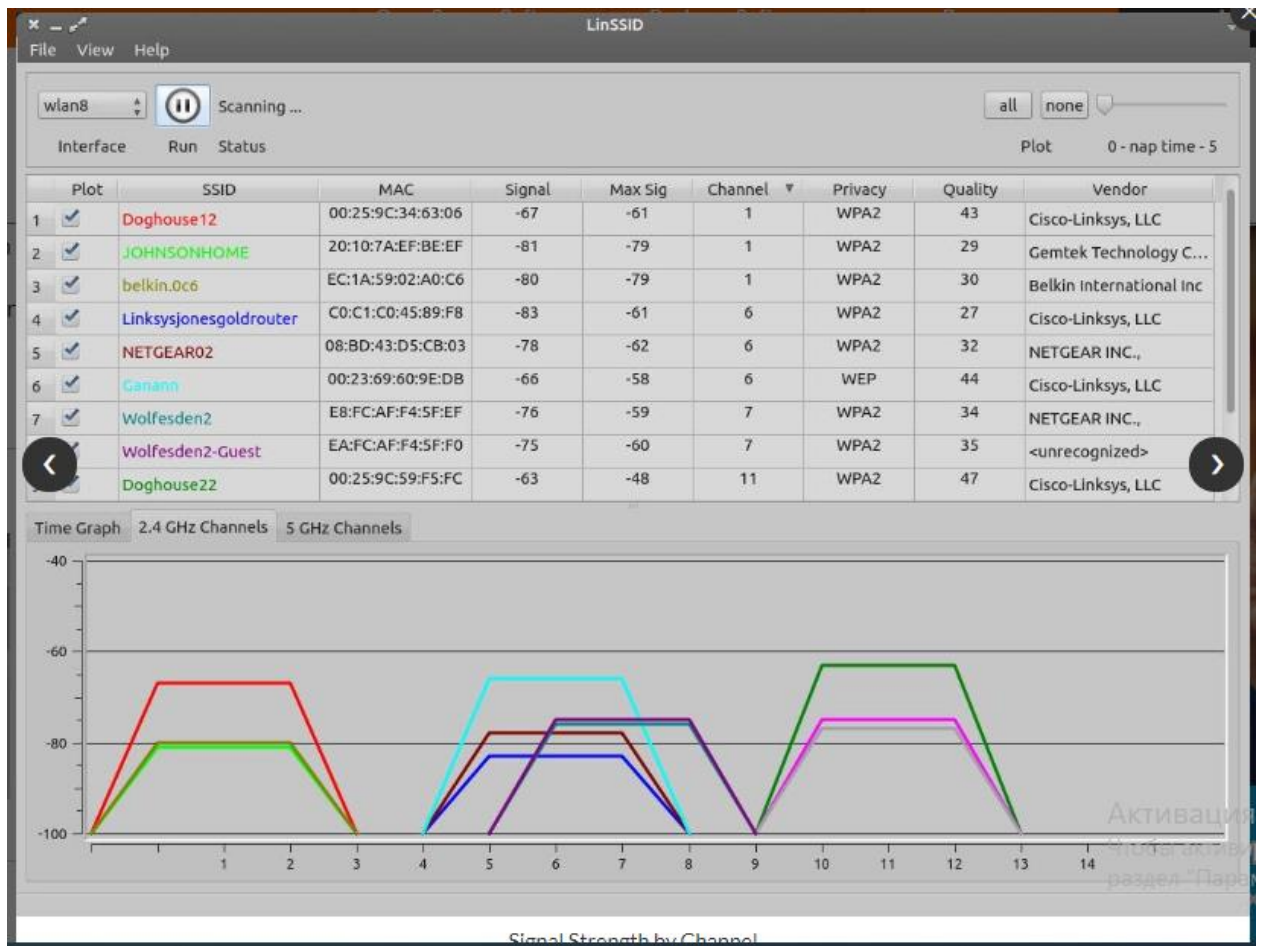 LinSSID
File View Help
wlan8 Scanning ... all none
Interface Run Status Plot 0 - nap time - 5
Plot SSID MAC Signal Max Sig Channel Privacy Quality Vendor
1 Doghouse12 00:25:9C:34:63:06 -67 -61 1 WPA2 43 Cisco-Linksys, LLC
2 JOHNSONHOME 20:10:7A:EF:BE:EF -81 -79 1 WPA2 29 Gemtek Technology C...
3 belkin.0c6 EC:1A:59:02:A0:C6 -80 -79 1 WPA2 30 Belkin International Inc
4 Linksysjonesgoldrouter C0:C1:C0:45:89:F8 -83 -61 6 WPA2 27 Cisco-Linksys, LLC
5 NETGEAR02 08:BD:43:D5:CB:03 -78 -62 6 WPA2 32 NETGEAR INC.,
6 Ganann 00:23:69:60:9E:DB -66 -58 6 WEP 44 Cisco-Linksys, LLC
7 Wolfesden2 E8:FC:AF:F4:5F:EF -76 -59 7 WPA2 34 NETGEAR INC.,
Wolfesden2-Guest EA:FC:AF:F4:5F:F0 -75 -60 7 WPA2 35 <unrecognized>
Doghouse22 00:25:9C:59:F5:FC -63 -48 11 WPA2 47 Cisco-Linksys, LLC
Time Graph 2.4 GHz Channels 5 GHz Channels
-40
-60
-80
-100
1 2 3 4 5 6 7 8 9 10 11 12 13 14
Активация
Чтобы активи
раздел "Парам
Signal Strength by Channel